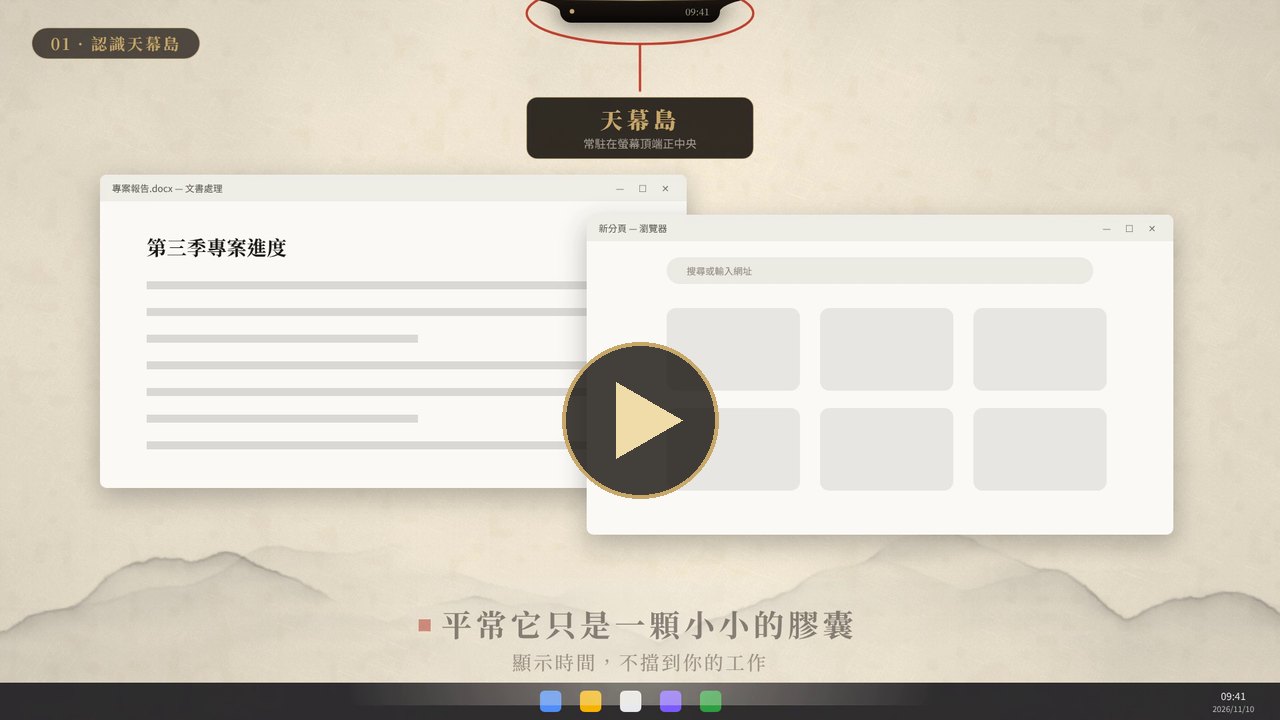 09:41
01 · 認識天幕島
天幕島
常駐在螢幕頂端正中央
專案報告.docx — 文書處理
第三季專案進度
新分頁 — 瀏覽器
搜尋或輸入網址
平常它只是一顆小小的膠囊
顯示時間，不擋到你的工作
09:41
2026/11/10